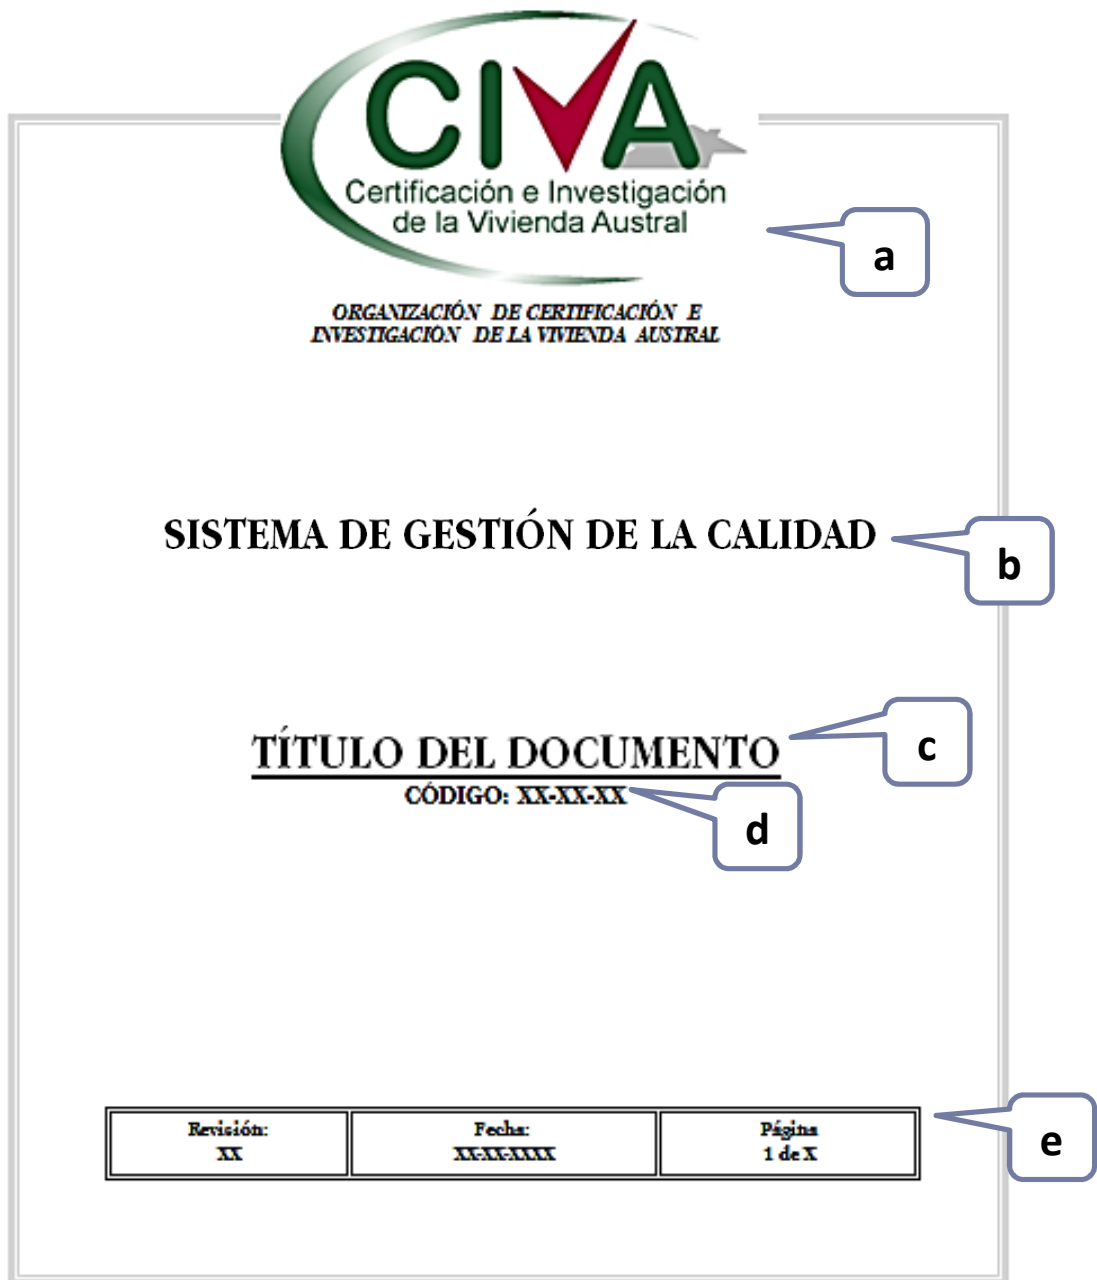 CIVA
Certificación e Investigación
de la Vivienda Austral
a
ORGANIZACIÓN DE CERTIFICACIÓN E
INVESTIGACIÓN DE LA VIVIENDA AUSTRAL
SISTEMA DE GESTIÓN DE LA CALIDAD
b
TÍTULO DEL DOCUMENTO
c
CÓDIGO: XX-XX-XX
d
Revisión: Fecha: Página
XX XX-XX-XXXX 1 de X
e